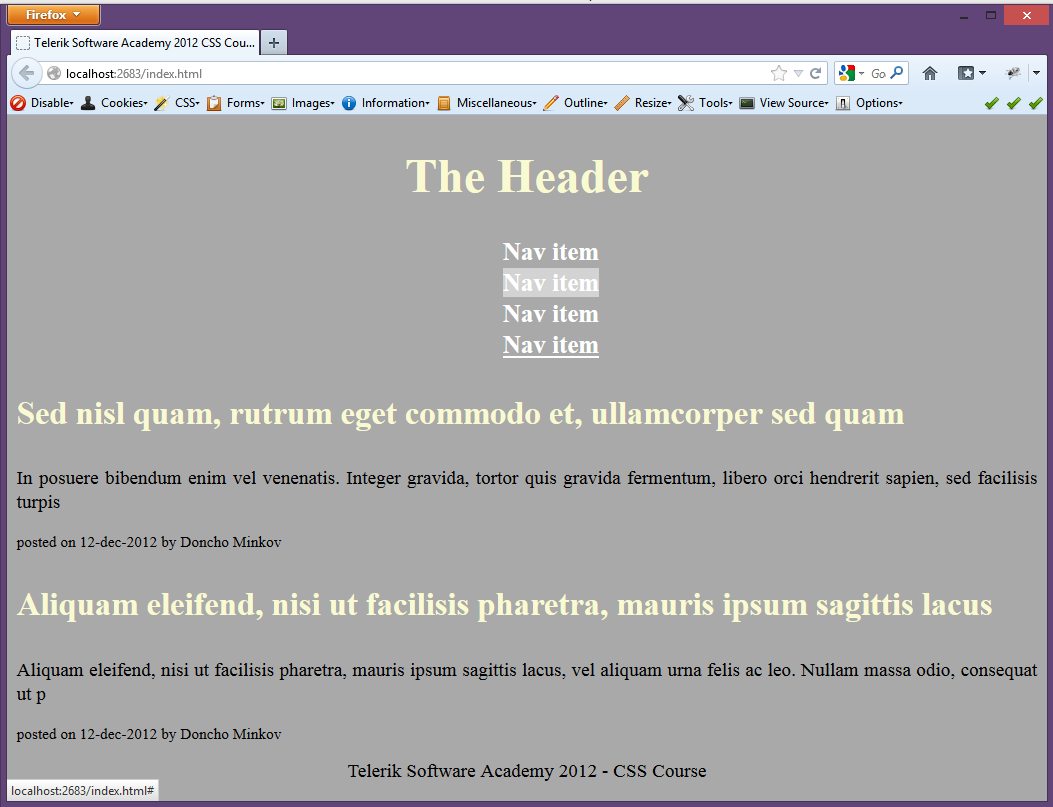 Firefox
Telerik Software Academy 2012 CSS Cou...
localhost:2683/index.html
Go
Disable Cookies CSS Forms Images Information Miscellaneous Outline Resize Tools View Source Options
The Header
Nav item
Nav item
Nav item
Nav item
Sed nisl quam, rutrum eget commodo et, ullamcorper sed quam
In posuere bibendum enim vel venenatis. Integer gravida, tortor quis gravida fermentum, libero orci hendrerit sapien, sed facilisis
turpis
posted on 12-dec-2012 by Doncho Minkov
Aliquam eleifend, nisi ut facilisis pharetra, mauris ipsum sagittis lacus
Aliquam eleifend, nisi ut facilisis pharetra, mauris ipsum sagittis lacus, vel aliquam urna felis ac leo. Nullam massa odio, consequat
ut p
posted on 12-dec-2012 by Doncho Minkov
Telerik Software Academy 2012 - CSS Course
localhost:2683/index.html#